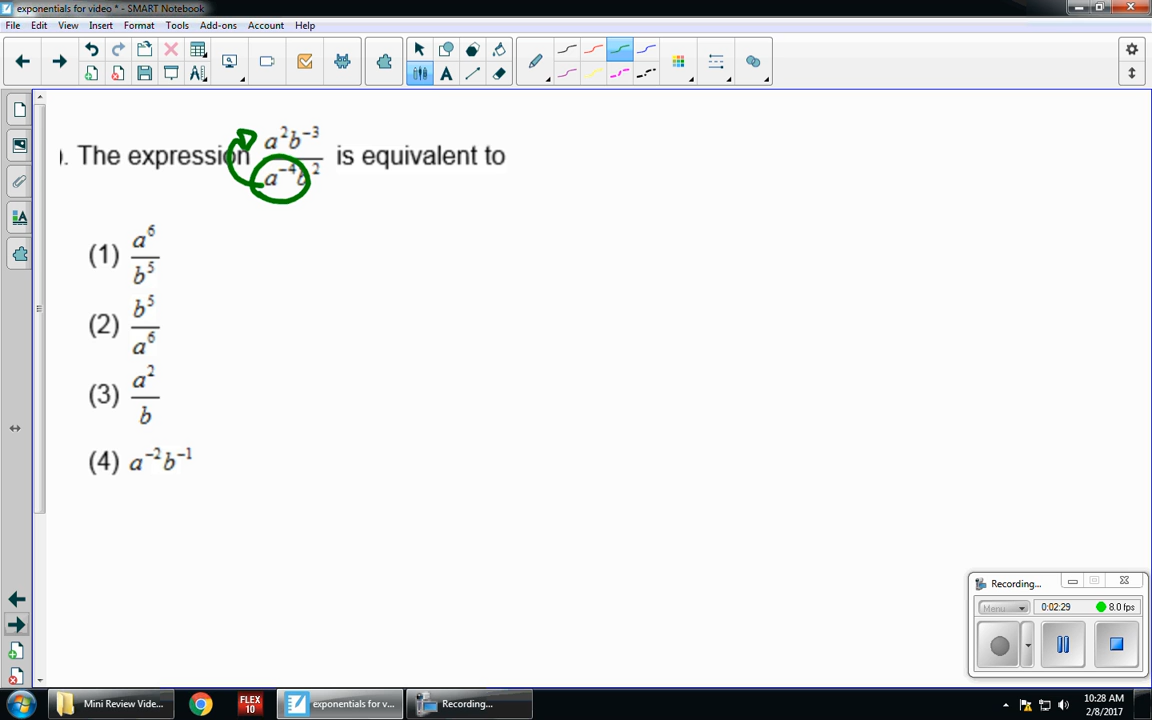 exponentials for video * - SMART Notebook
File Edit View Insert Format Tools Add-ons Account Help
). The expression a²b⁻³ / a⁻⁴b² is equivalent to
(1) a⁶ / b⁵
(2) b⁵ / a⁶
(3) a² / b
(4) a⁻²b⁻¹
Recording...
Menu 0:02:29 8.0 fps
Mini Review Vide... FLEX 10 exponentials for v... Recording... 10:28 AM
2/8/2017